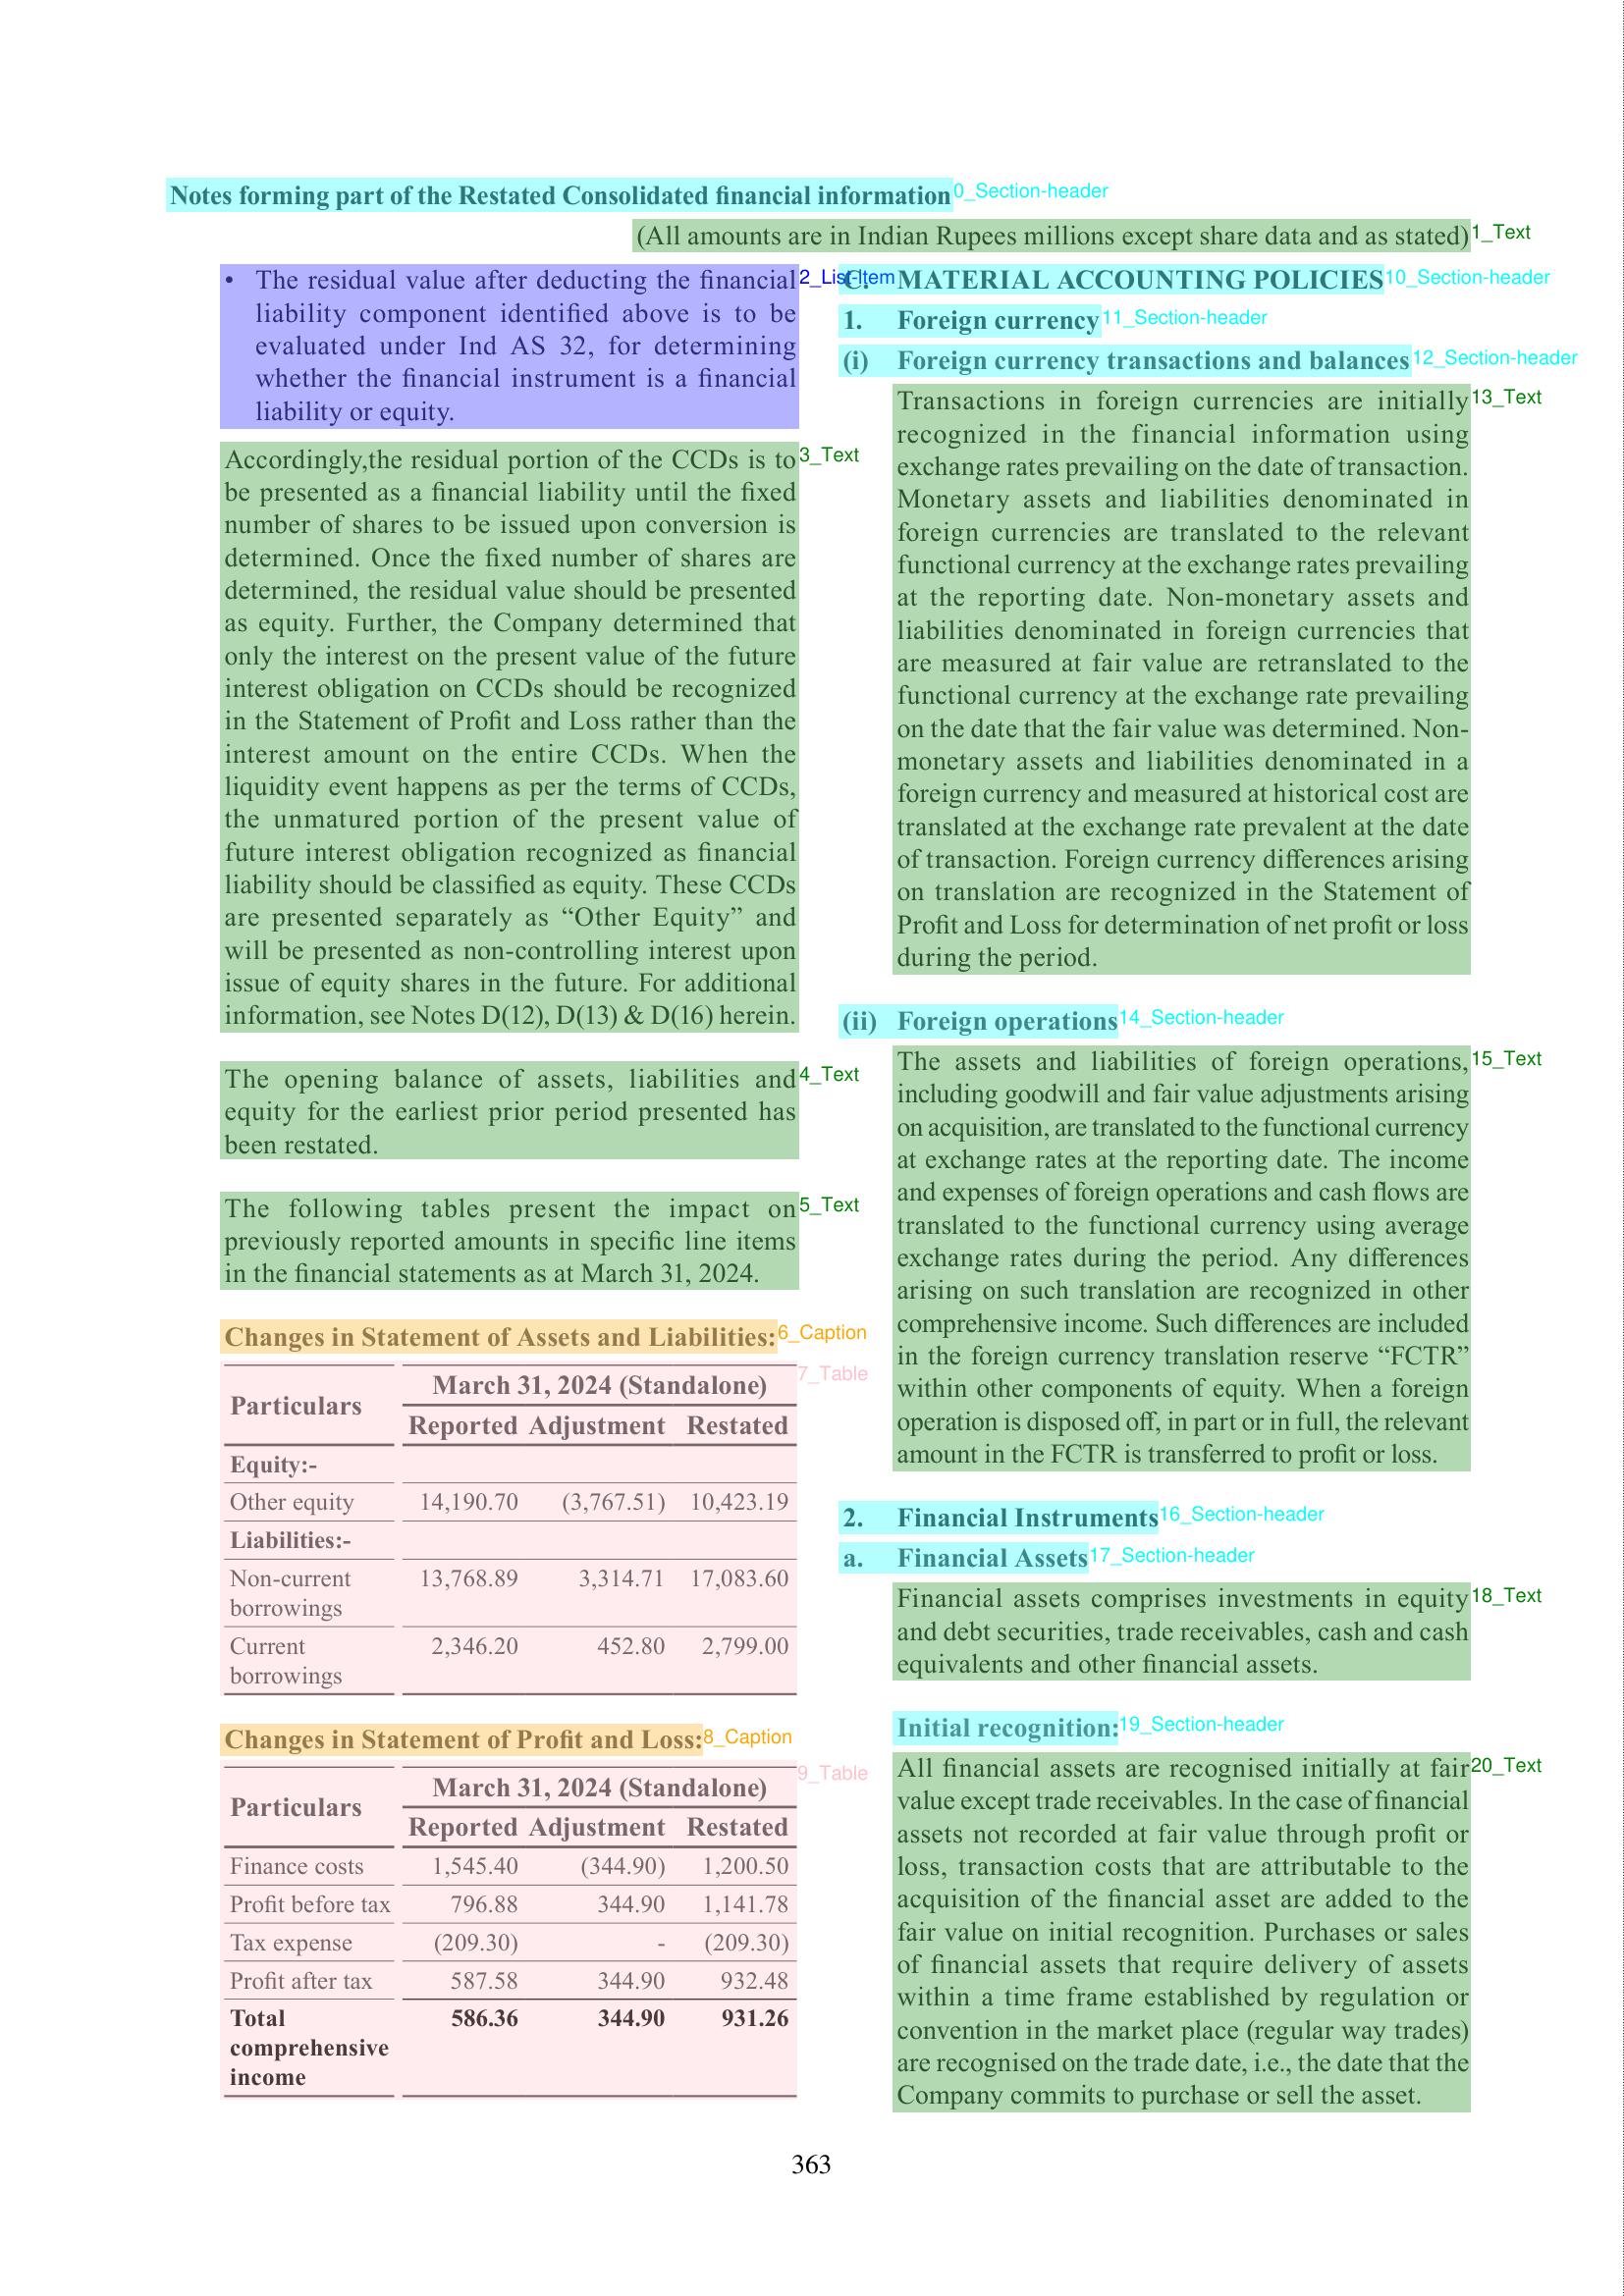 Notes forming part of the Restated Consolidated financial information
0_Section-header
(All amounts are in Indian Rupees millions except share data and as stated)
1_Text
• The residual value after deducting the financial
liability component identified above is to be
evaluated under Ind AS 32, for determining
whether the financial instrument is a financial
liability or equity.
2_List-Item
Accordingly,the residual portion of the CCDs is to
be presented as a financial liability until the fixed
number of shares to be issued upon conversion is
determined. Once the fixed number of shares are
determined, the residual value should be presented
as equity. Further, the Company determined that
only the interest on the present value of the future
interest obligation on CCDs should be recognized
in the Statement of Profit and Loss rather than the
interest amount on the entire CCDs. When the
liquidity event happens as per the terms of CCDs,
the unmatured portion of the present value of
future interest obligation recognized as financial
liability should be classified as equity. These CCDs
are presented separately as “Other Equity” and
will be presented as non-controlling interest upon
issue of equity shares in the future. For additional
information, see Notes D(12), D(13) & D(16) herein.
3_Text
The opening balance of assets, liabilities and
equity for the earliest prior period presented has
been restated.
4_Text
The following tables present the impact on
previously reported amounts in specific line items
in the financial statements as at March 31, 2024.
5_Text
Changes in Statement of Assets and Liabilities:
6_Caption
7_Table
Particulars March 31, 2024 (Standalone)
Reported Adjustment Restated
Equity:-
Other equity 14,190.70 (3,767.51) 10,423.19
Liabilities:-
Non-current borrowings 13,768.89 3,314.71 17,083.60
Current borrowings 2,346.20 452.80 2,799.00
Changes in Statement of Profit and Loss:
8_Caption
9_Table
Particulars March 31, 2024 (Standalone)
Reported Adjustment Restated
Finance costs 1,545.40 (344.90) 1,200.50
Profit before tax 796.88 344.90 1,141.78
Tax expense (209.30) - (209.30)
Profit after tax 587.58 344.90 932.48
Total comprehensive income 586.36 344.90 931.26
C. MATERIAL ACCOUNTING POLICIES
10_Section-header
1. Foreign currency
11_Section-header
(i) Foreign currency transactions and balances
12_Section-header
Transactions in foreign currencies are initially
recognized in the financial information using
exchange rates prevailing on the date of transaction.
Monetary assets and liabilities denominated in
foreign currencies are translated to the relevant
functional currency at the exchange rates prevailing
at the reporting date. Non-monetary assets and
liabilities denominated in foreign currencies that
are measured at fair value are retranslated to the
functional currency at the exchange rate prevailing
on the date that the fair value was determined. Non-
monetary assets and liabilities denominated in a
foreign currency and measured at historical cost are
translated at the exchange rate prevalent at the date
of transaction. Foreign currency differences arising
on translation are recognized in the Statement of
Profit and Loss for determination of net profit or loss
during the period.
13_Text
(ii) Foreign operations
14_Section-header
The assets and liabilities of foreign operations,
including goodwill and fair value adjustments arising
on acquisition, are translated to the functional currency
at exchange rates at the reporting date. The income
and expenses of foreign operations and cash flows are
translated to the functional currency using average
exchange rates during the period. Any differences
arising on such translation are recognized in other
comprehensive income. Such differences are included
in the foreign currency translation reserve “FCTR”
within other components of equity. When a foreign
operation is disposed off, in part or in full, the relevant
amount in the FCTR is transferred to profit or loss.
15_Text
2. Financial Instruments
16_Section-header
a. Financial Assets
17_Section-header
Financial assets comprises investments in equity
and debt securities, trade receivables, cash and cash
equivalents and other financial assets.
18_Text
Initial recognition:
19_Section-header
All financial assets are recognised initially at fair
value except trade receivables. In the case of financial
assets not recorded at fair value through profit or
loss, transaction costs that are attributable to the
acquisition of the financial asset are added to the
fair value on initial recognition. Purchases or sales
of financial assets that require delivery of assets
within a time frame established by regulation or
convention in the market place (regular way trades)
are recognised on the trade date, i.e., the date that the
Company commits to purchase or sell the asset.
20_Text
363